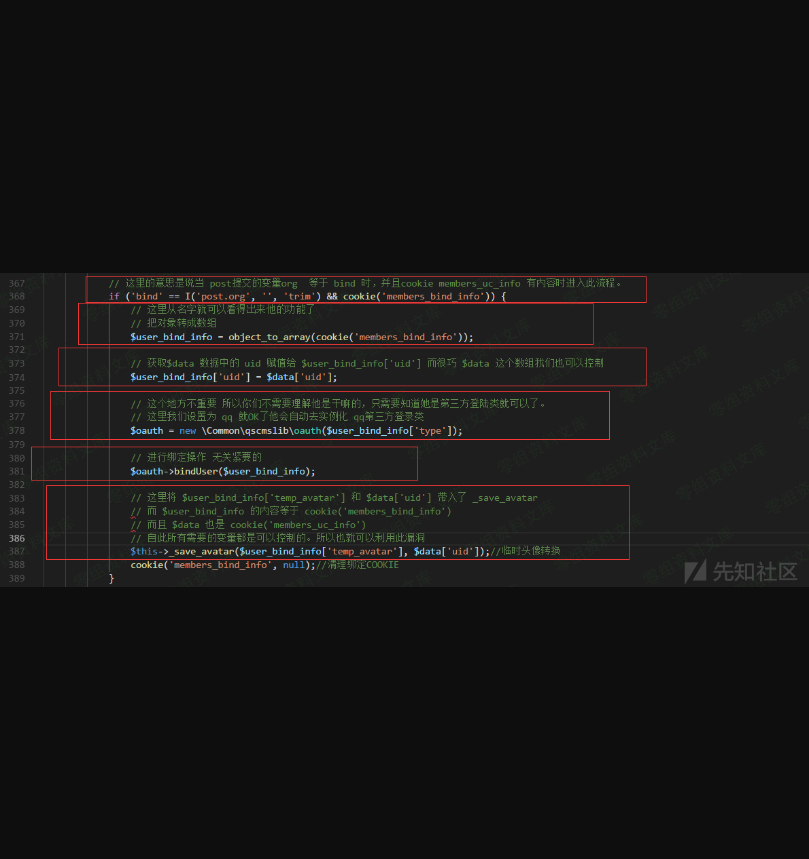 367 // 这里的意思是说当 post提交的变量org 等于 bind 时,并且cookie members_uc_info 有内容时进入此流程。
368 if ('bind' == I('post.org', '', 'trim') && cookie('members_bind_info')) {
369 // 这里从名字就可以看得出来他的功能了
370 // 把对象转成数组
371 $user_bind_info = object_to_array(cookie('members_bind_info'));
372
373 // 获取$data 数据中的 uid 赋值给 $user_bind_info['uid'] 而很巧 $data 这个数组我们也可以控制
374 $user_bind_info['uid'] = $data['uid'];
375
376 // 这个地方不重要 所以你们不需要理解他是干嘛的,只需要知道她是第三方登陆类就可以了。
377 // 这里我们设置为 qq 就OK了他会自动去实例化 qq第三方登录类
378 $oauth = new \Common\qscmslib\oauth($user_bind_info['type']);
379
380 // 进行绑定操作 无关紧要的
381 $oauth->bindUser($user_bind_info);
382
383 // 这里将 $user_bind_info['temp_avatar'] 和 $data['uid'] 带入了 _save_avatar
384 // 而 $user_bind_info 的内容等于 cookie('members_bind_info')
385 // 而且 $data 也是 cookie('members_uc_info')
386 // 自此所有需要的变量都是可以控制的。所以也就可以利用此漏洞
387 $this->_save_avatar($user_bind_info['temp_avatar'], $data['uid']);//临时头像转换
388 cookie('members_bind_info', null);//清理绑定COOKIE
389 }
先知社区